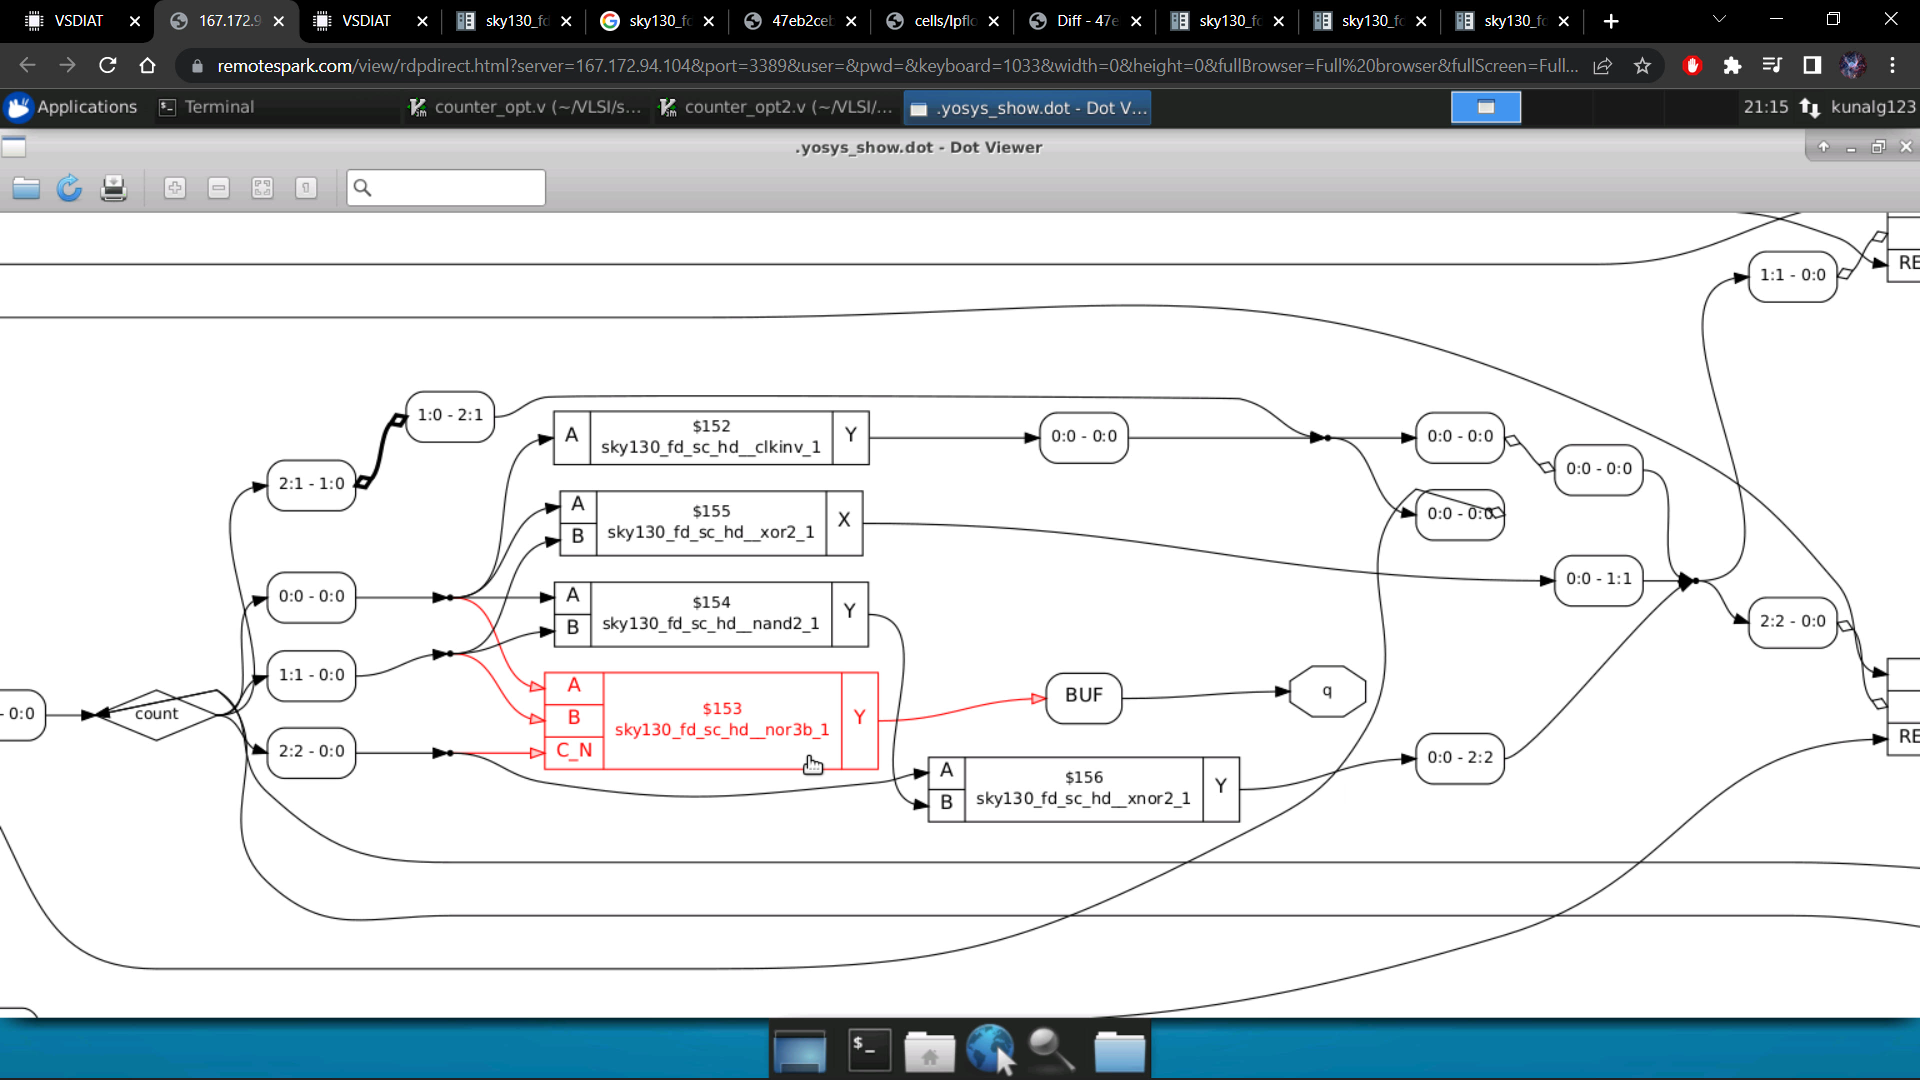 VSDIAT
167.172.9
VSDIAT
sky130_fd
sky130_fc
47eb2ceb
cells/lpflo
Diff - 47e
sky130_fc
sky130_fc
sky130_fc
remotespark.com/view/rdpdirect.html?server=167.172.94.104&port=3389&user=&pwd=&keyboard=1033&width=0&height=0&fullBrowser=Full%20browser&fullScreen=Full...
Applications
Terminal
counter_opt.v (~/VLSI/s...
counter_opt2.v (~/VLSI/...
.yosys_show.dot - Dot V...
21:15
kunalg123
.yosys_show.dot - Dot Viewer
RE
1:1 - 0:0
1:0 - 2:1
A
$152
sky130_fd_sc_hd__clkinv_1
Y
0:0 - 0:0
0:0 - 0:0
0:0 - 0:0
2:1 - 1:0
A
B
$155
sky130_fd_sc_hd__xor2_1
X
0:0 - 0:0
0:0 - 0:0
A
B
$154
sky130_fd_sc_hd__nand2_1
Y
0:0 - 1:1
2:2 - 0:0
1:1 - 0:0
A
B
C_N
$153
sky130_fd_sc_hd__nor3b_1
Y
BUF
q
- 0:0
count
2:2 - 0:0
A
B
$156
sky130_fd_sc_hd__xnor2_1
Y
0:0 - 2:2
RE
$_